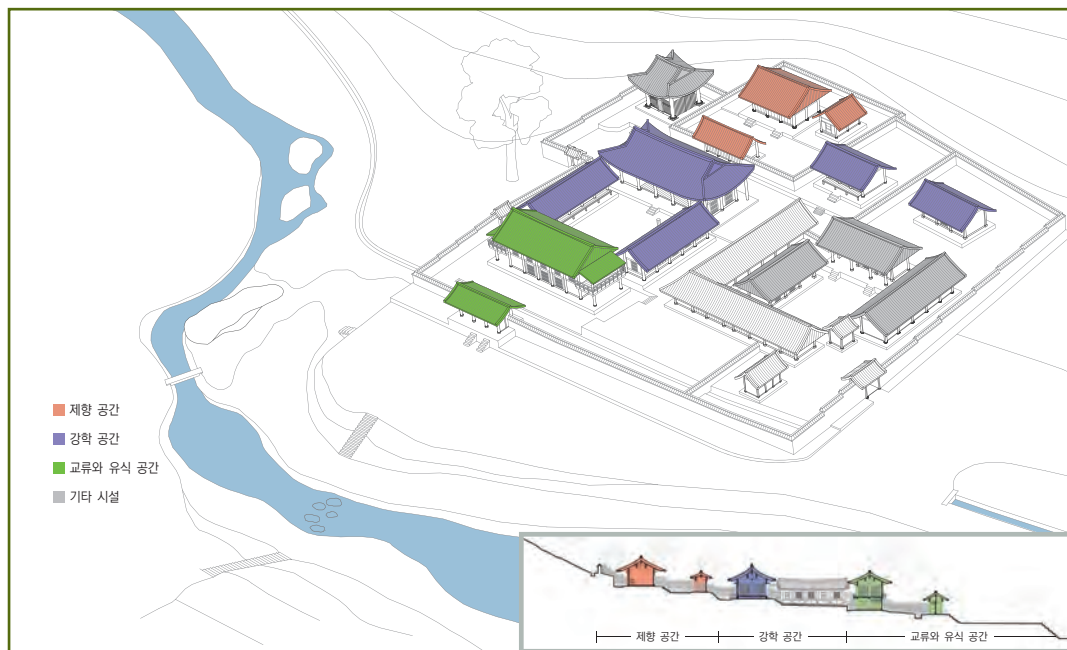 제향 공간
강학 공간
교류와 유식 공간
기타 시설
제향 공간 강학 공간 교류와 유식 공간